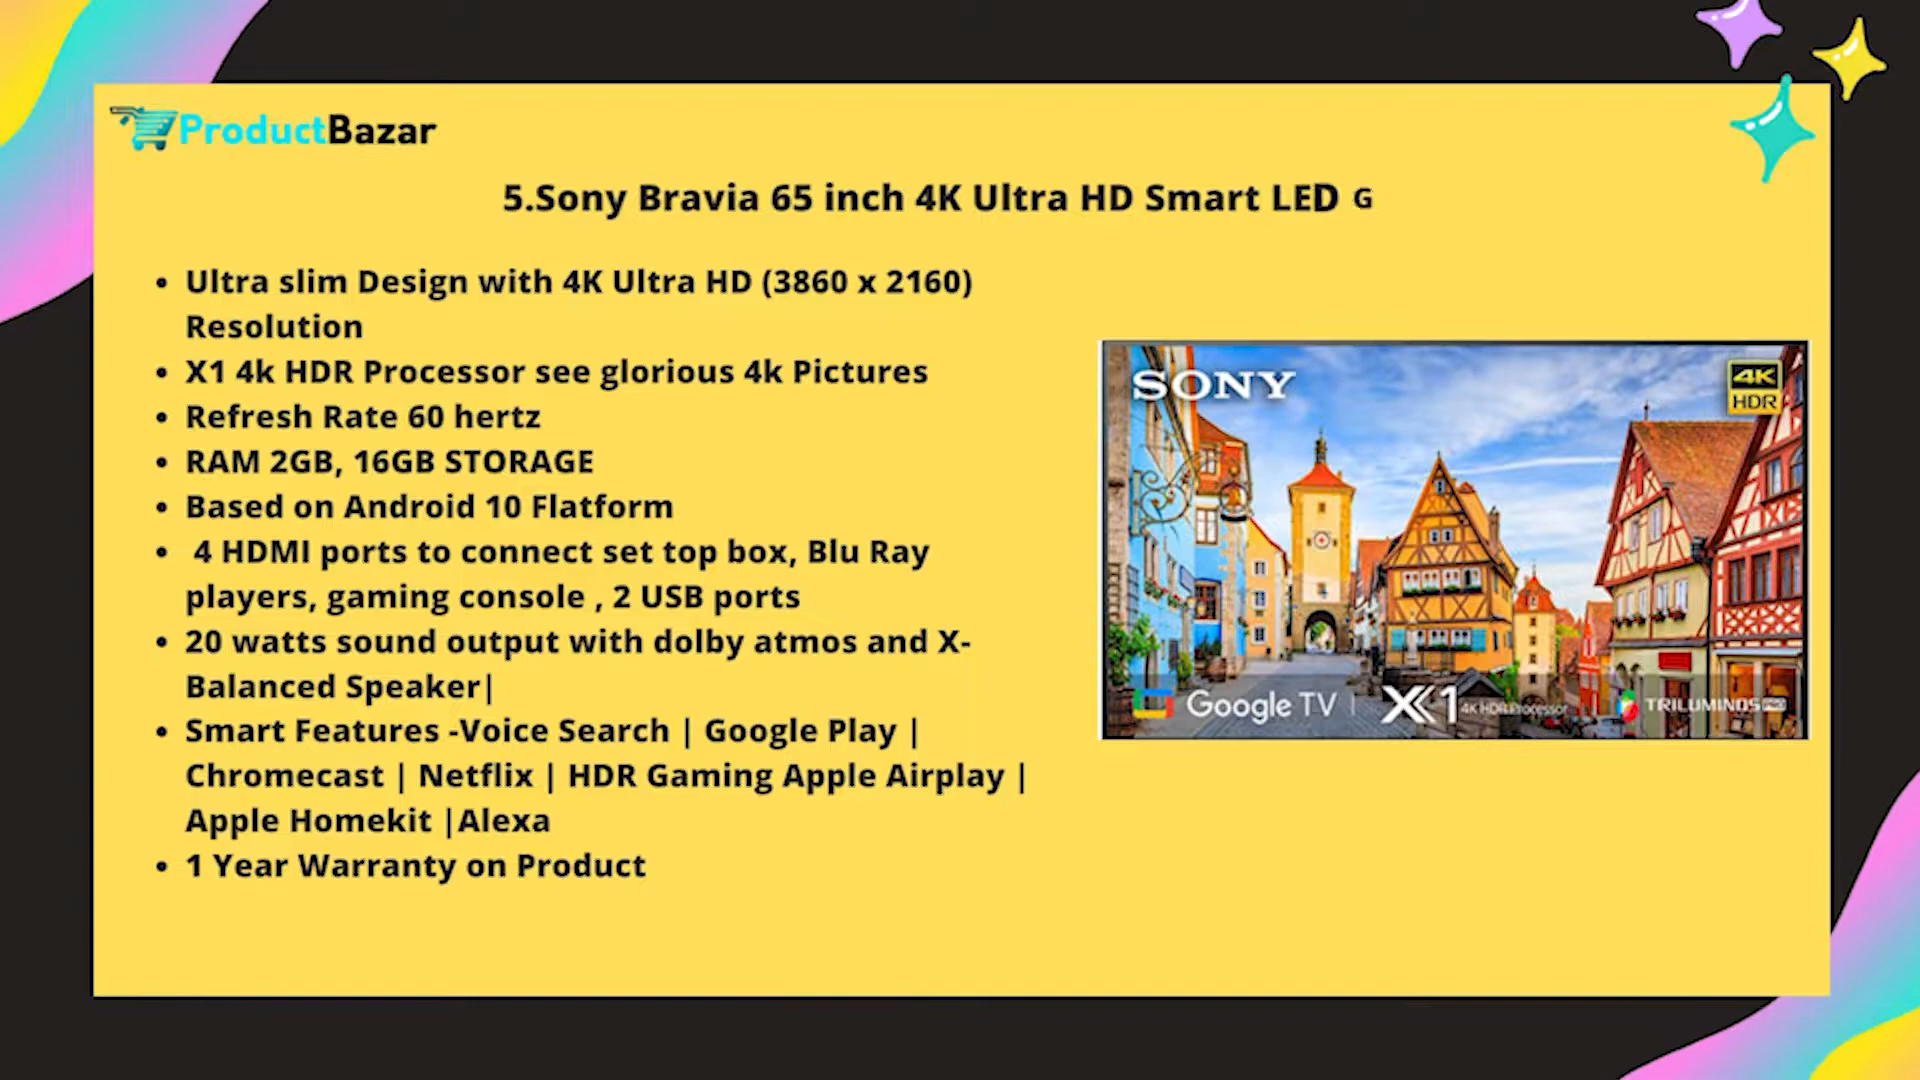 ProductBazar
5.Sony Bravia 65 inch 4K Ultra HD Smart LED G
Ultra slim Design with 4K Ultra HD (3860 x 2160)
Resolution
X1 4k HDR Processor see glorious 4k Pictures
Refresh Rate 60 hertz
RAM 2GB, 16GB STORAGE
Based on Android 10 Flatform
4 HDMI ports to connect set top box, Blu Ray
players, gaming console , 2 USB ports
20 watts sound output with dolby atmos and X-
Balanced Speaker|
Smart Features -Voice Search | Google Play |
Chromecast | Netflix | HDR Gaming Apple Airplay |
Apple Homekit |Alexa
1 Year Warranty on Product
SONY
4K
HDR
Google TV | X1 4K HDR Processor TRILUMINOS PRO